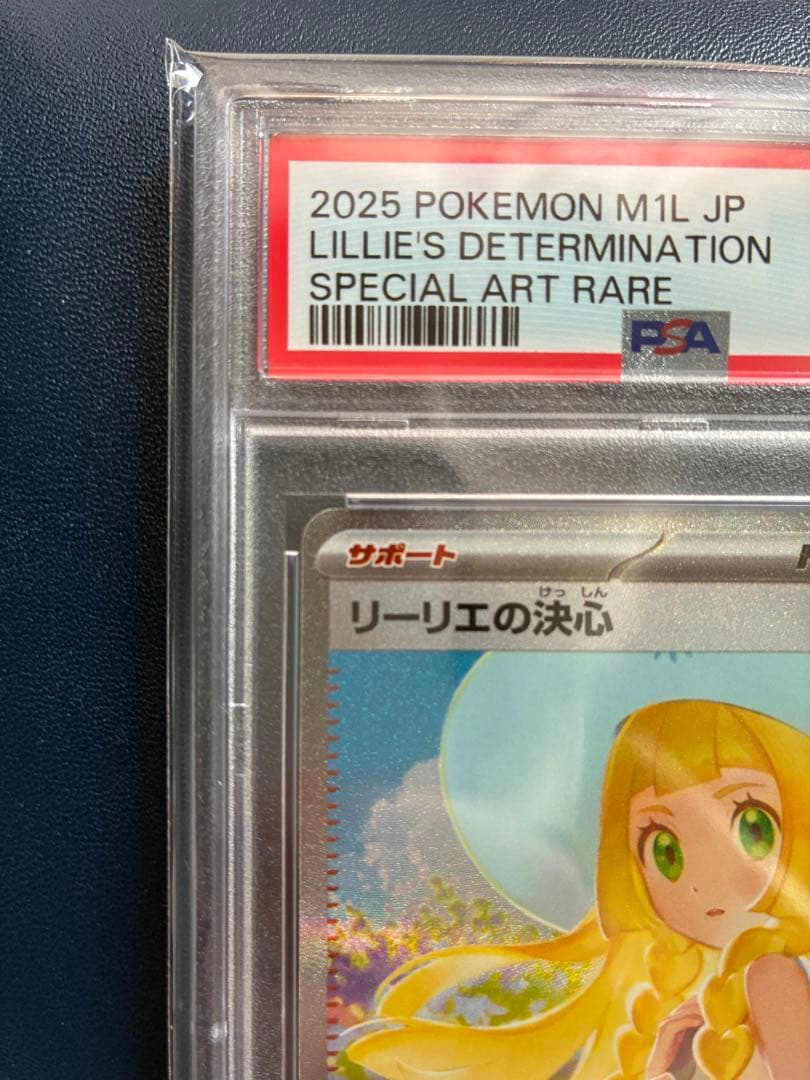 2025 POKEMON M1L JP
LILLIE'S DETERMINATION
SPECIAL ART RARE
PSA
サポート
けっ しん
リーリエの決心